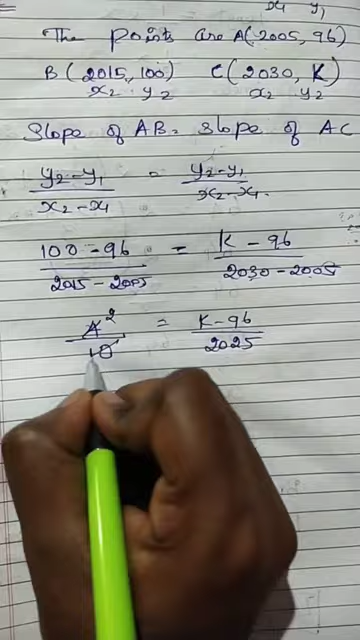 x1 y1
The points are A(2005, 96)
B (2015, 100) C(2030, K)
x2 y2 x2 y2
Slope of AB = slope of AC
y2-y1 / x2-x1 = y2-y1 / x2-x1.
100-96 / 2015-2005 = K-96 / 2030-2005
4 2 / 10 = K-96 / 2025